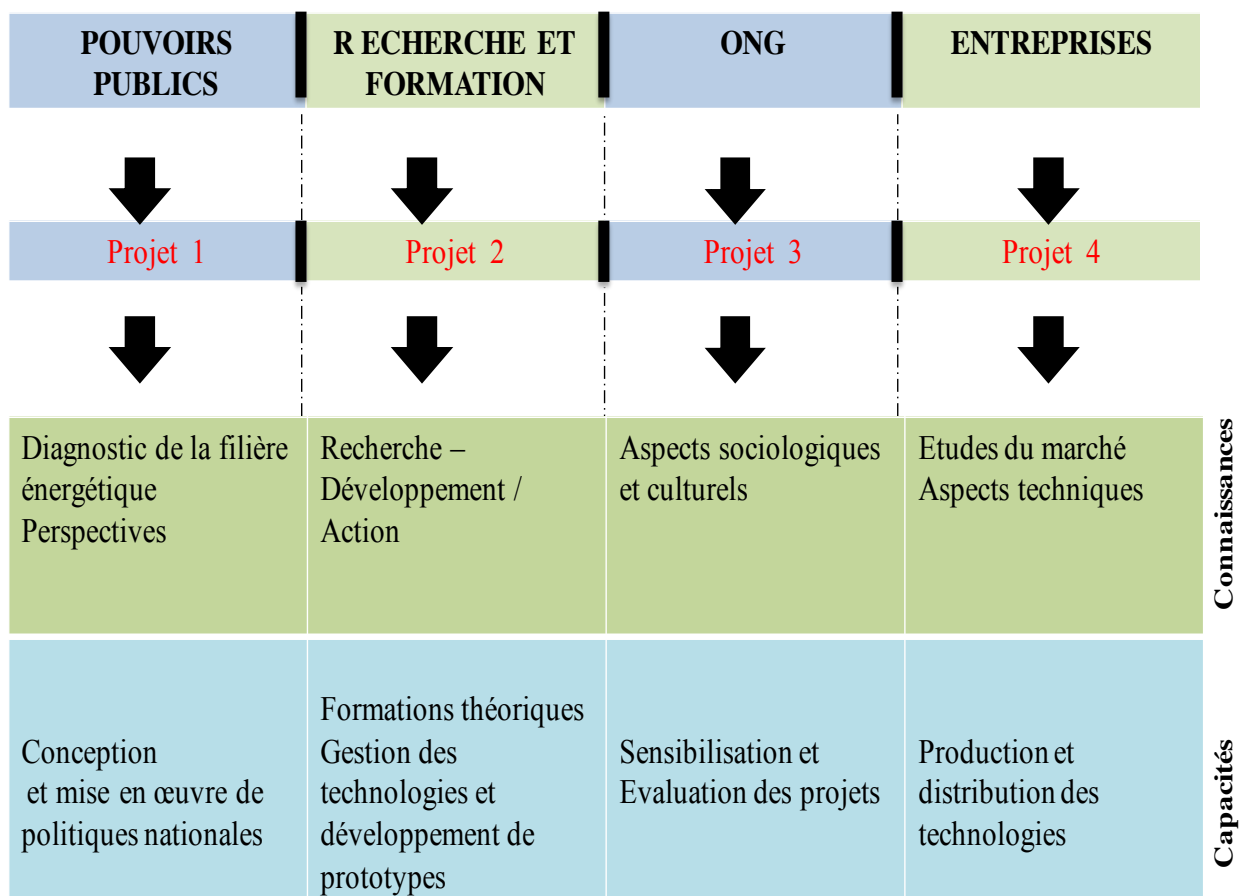 POUVOIRS
PUBLICS
R ECHERCHE ET
FORMATION
ONG
ENTREPRISES
Projet 1
Projet 2
Projet 3
Projet 4
Diagnostic de la filière
énergétique
Perspectives
Recherche –
Développement /
Action
Aspects sociologiques
et culturels
Etudes du marché
Aspects techniques
Connaissances
Conception
et mise en œuvre de
politiques nationales
Formations théoriques
Gestion des
technologies et
développement de
prototypes
Sensibilisation et
Evaluation des projets
Production et
distribution des
technologies
Capacités